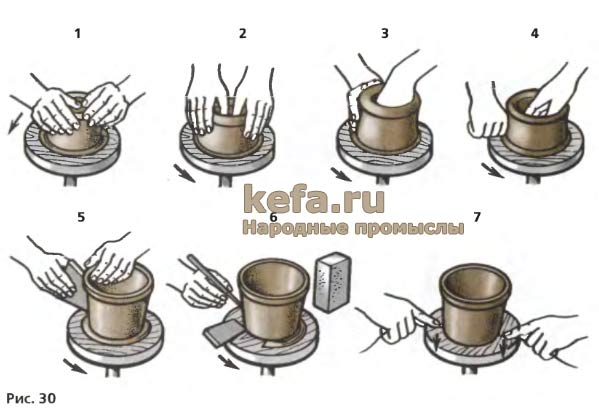 1 2 3 4
kefa.ru
Народные промыслы
5 6 7
Рис. 30